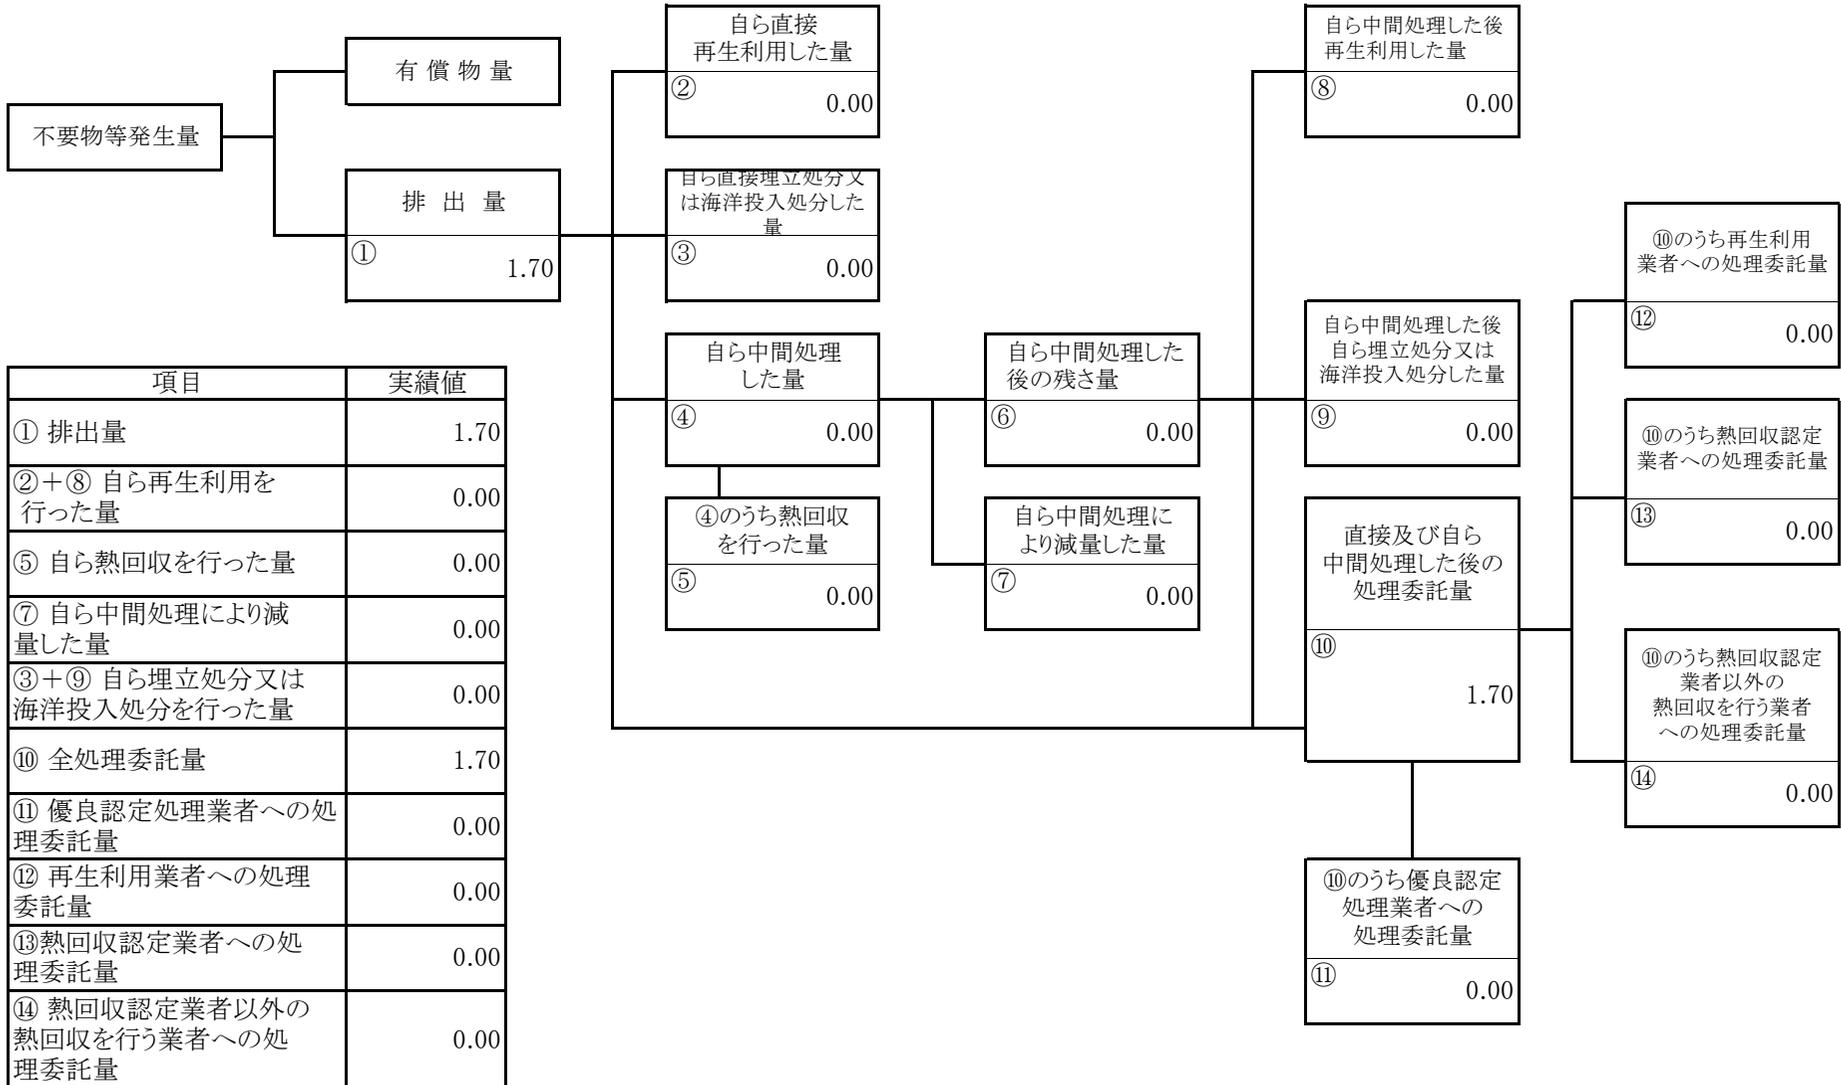 不要物等発生量
有 償 物 量
排 出 量
①
1.70
自ら直接
再生利用した量
②
0.00
自ら直接埋立処分又
は海洋投入処分した
量
③
0.00
自ら中間処理
した量
④
0.00
④のうち熱回収
を行った量
⑤
0.00
自ら中間処理した
後の残さ量
⑥
0.00
自ら中間処理に
より減量した量
⑦
0.00
自ら中間処理した後
再生利用した量
⑧
0.00
自ら中間処理した後
自ら埋立処分又は
海洋投入処分した量
⑨
0.00
直接及び自ら
中間処理した後の
処理委託量
⑩
1.70
⑩のうち優良認定
処理業者への
処理委託量
⑪
0.00
⑩のうち再生利用
業者への処理委託量
⑫
0.00
⑩のうち熱回収認定
業者への処理委託量
⑬
0.00
⑩のうち熱回収認定
業者以外の
熱回収を行う業者
への処理委託量
⑭
0.00
項目 実績値
① 排出量 1.70
②＋⑧ 自ら再生利用を
行った量 0.00
⑤ 自ら熱回収を行った量 0.00
⑦ 自ら中間処理により減
量した量 0.00
③＋⑨ 自ら埋立処分又は
海洋投入処分を行った量 0.00
⑩ 全処理委託量 1.70
⑪ 優良認定処理業者への処
理委託量 0.00
⑫ 再生利用業者への処理
委託量 0.00
⑬熱回収認定業者への処
理委託量 0.00
⑭ 熱回収認定業者以外の
熱回収を行う業者への処
理委託量 0.00